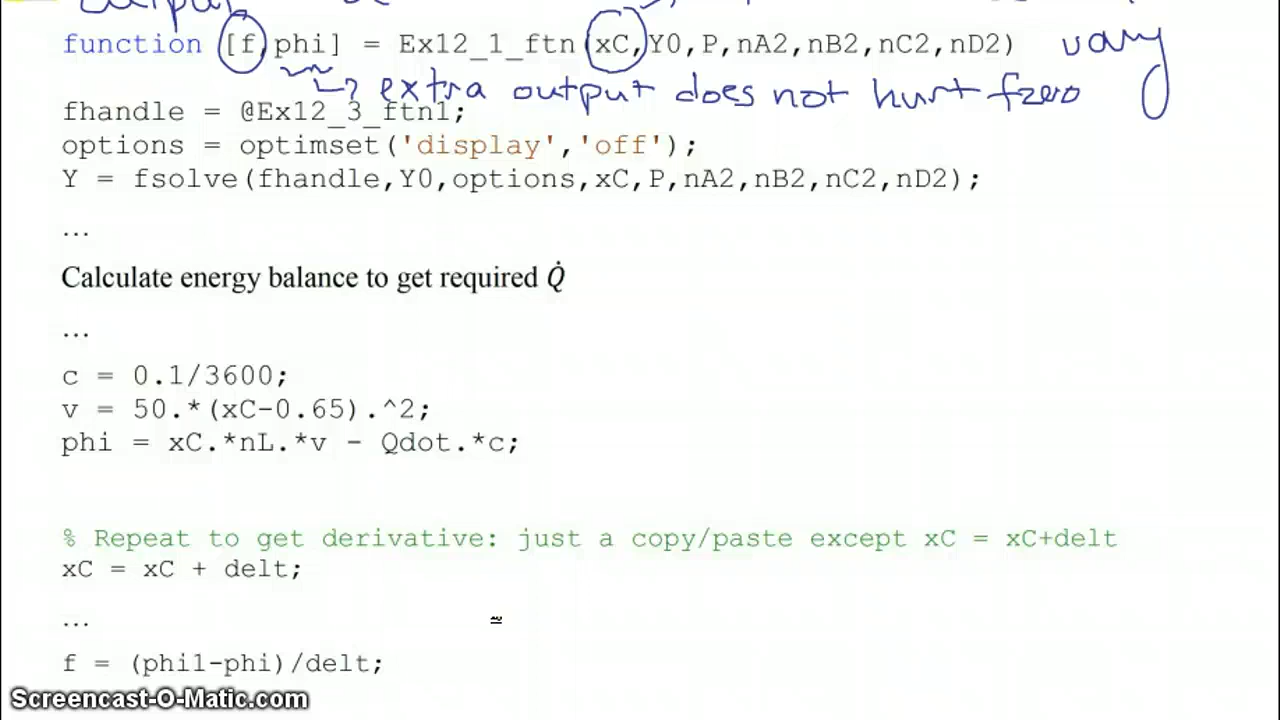 function [f,phi] = Ex12_1_ftn(xC,Y0,P,nA2,nB2,nC2,nD2) vary
extra output does not hurt fzero
fhandle = @Ex12_3_ftn1;
options = optimset('display','off');
Y = fsolve(fhandle,Y0,options,xC,P,nA2,nB2,nC2,nD2);
...
Calculate energy balance to get required Q̇
...
c = 0.1/3600;
v = 50.*(xC-0.65).^2;
phi = xC.*nL.*v - Qdot.*c;
% Repeat to get derivative: just a copy/paste except xC = xC+delt
xC = xC + delt;
...
f = (phi1-phi)/delt;
Screencast-O-Matic.com